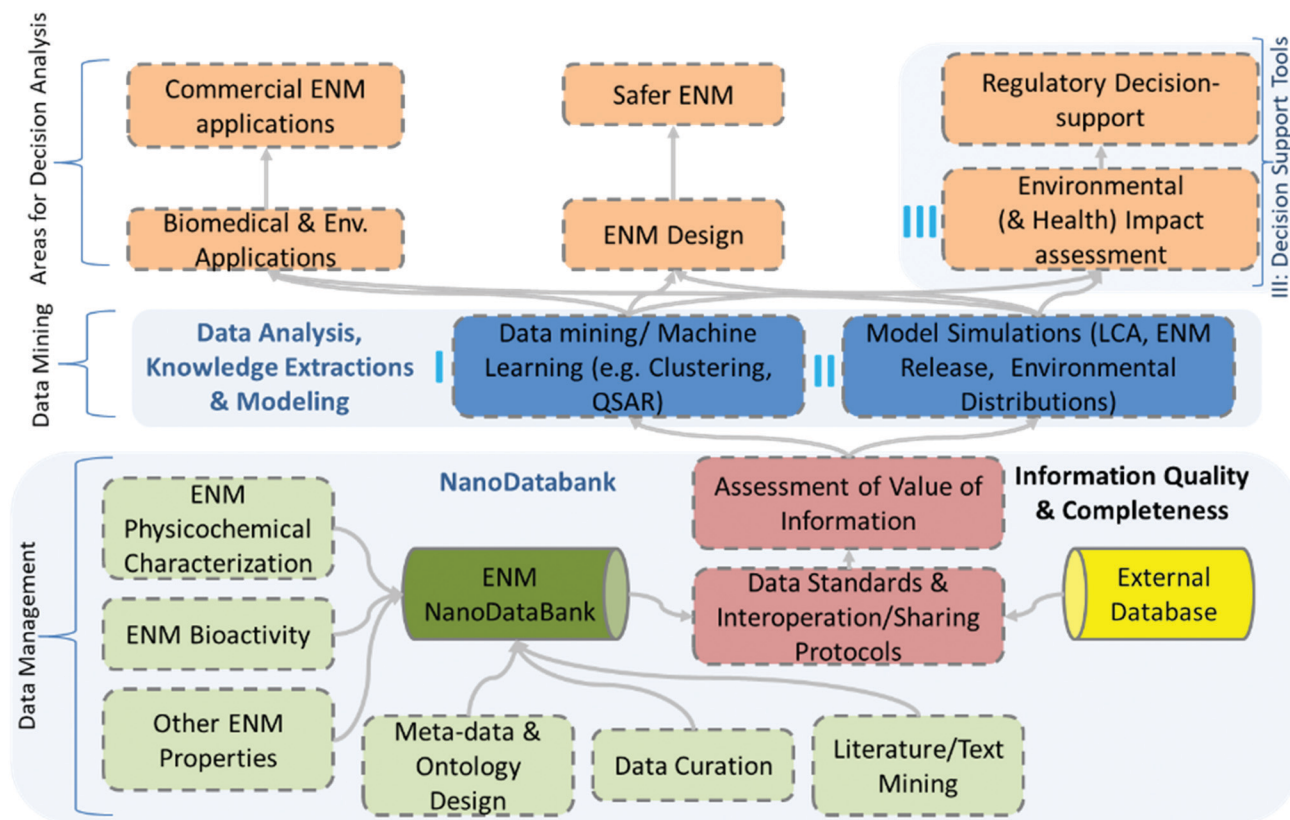 Areas for Decision Analysis
Commercial ENM
applications
Safer ENM
Regulatory Decision-
support
Biomedical & Env.
Applications
ENM Design
III
Environmental
(& Health) Impact
assessment
III: Decision Support Tools
Data Mining
Data Analysis,
Knowledge Extractions
& Modeling
I
Data mining/ Machine
Learning (e.g. Clustering,
QSAR)
II
Model Simulations (LCA, ENM
Release, Environmental
Distributions)
Data Management
ENM
Physicochemical
Characterization
NanoDatabank
Assessment of Value of
Information
Information Quality
& Completeness
ENM Bioactivity
ENM
NanoDataBank
Data Standards &
Interoperation/Sharing
Protocols
External
Database
Other ENM
Properties
Meta-data &
Ontology
Design
Data Curation
Literature/Text
Mining